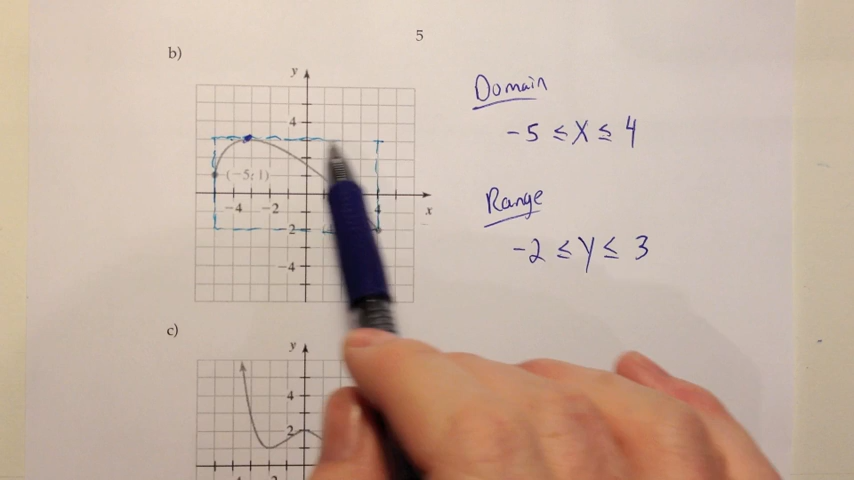 5
b)
y
Domain
4
-5 ≤ x ≤ 4
(-5; 1)
-4 -2 4 x
Range
-2
-2 ≤ y ≤ 3
-4
c)
y
4
2